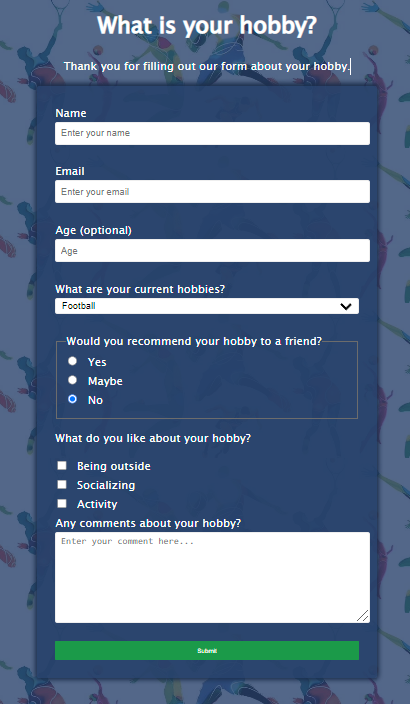 What is your hobby?
Thank you for filling out our form about your hobby.
Name
Enter your name
Email
Enter your email
Age (optional)
Age
What are your current hobbies?
Football
Would you recommend your hobby to a friend?
Yes
Maybe
No
What do you like about your hobby?
Being outside
Socializing
Activity
Any comments about your hobby?
Enter your comment here...
Submit